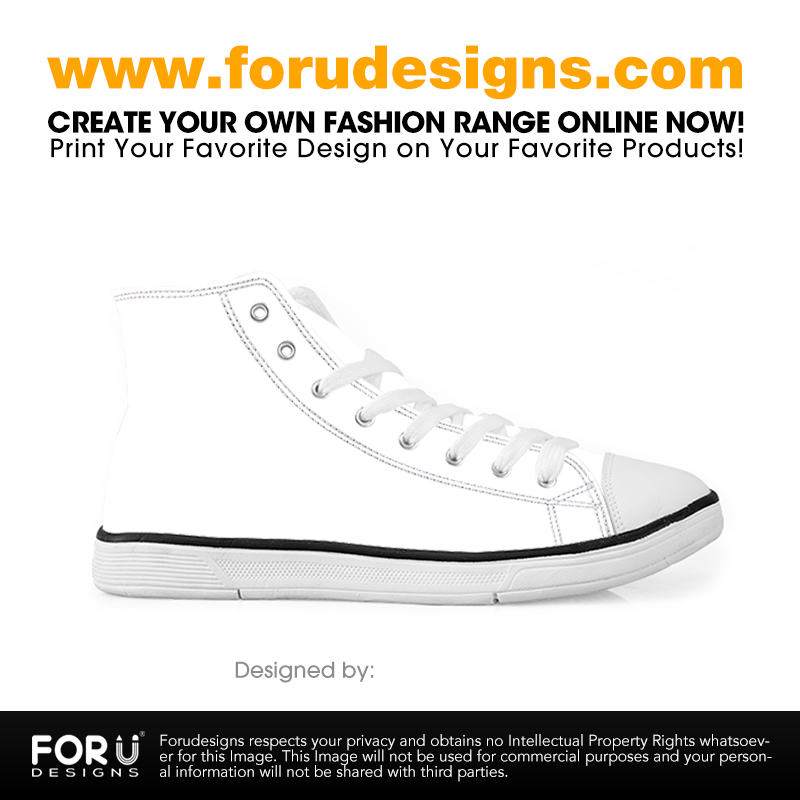 www.forudesigns.com
CREATE YOUR OWN FASHION RANGE ONLINE NOW!
Print Your Favorite Design on Your Favorite Products!
Designed by:
FOR U®
DESIGNS
Forudesigns respects your privacy and obtains no Intellectual Property Rights whatsoev-
er for this Image. This Image will not be used for commercial purposes and your person-
al information will not be shared with third parties.